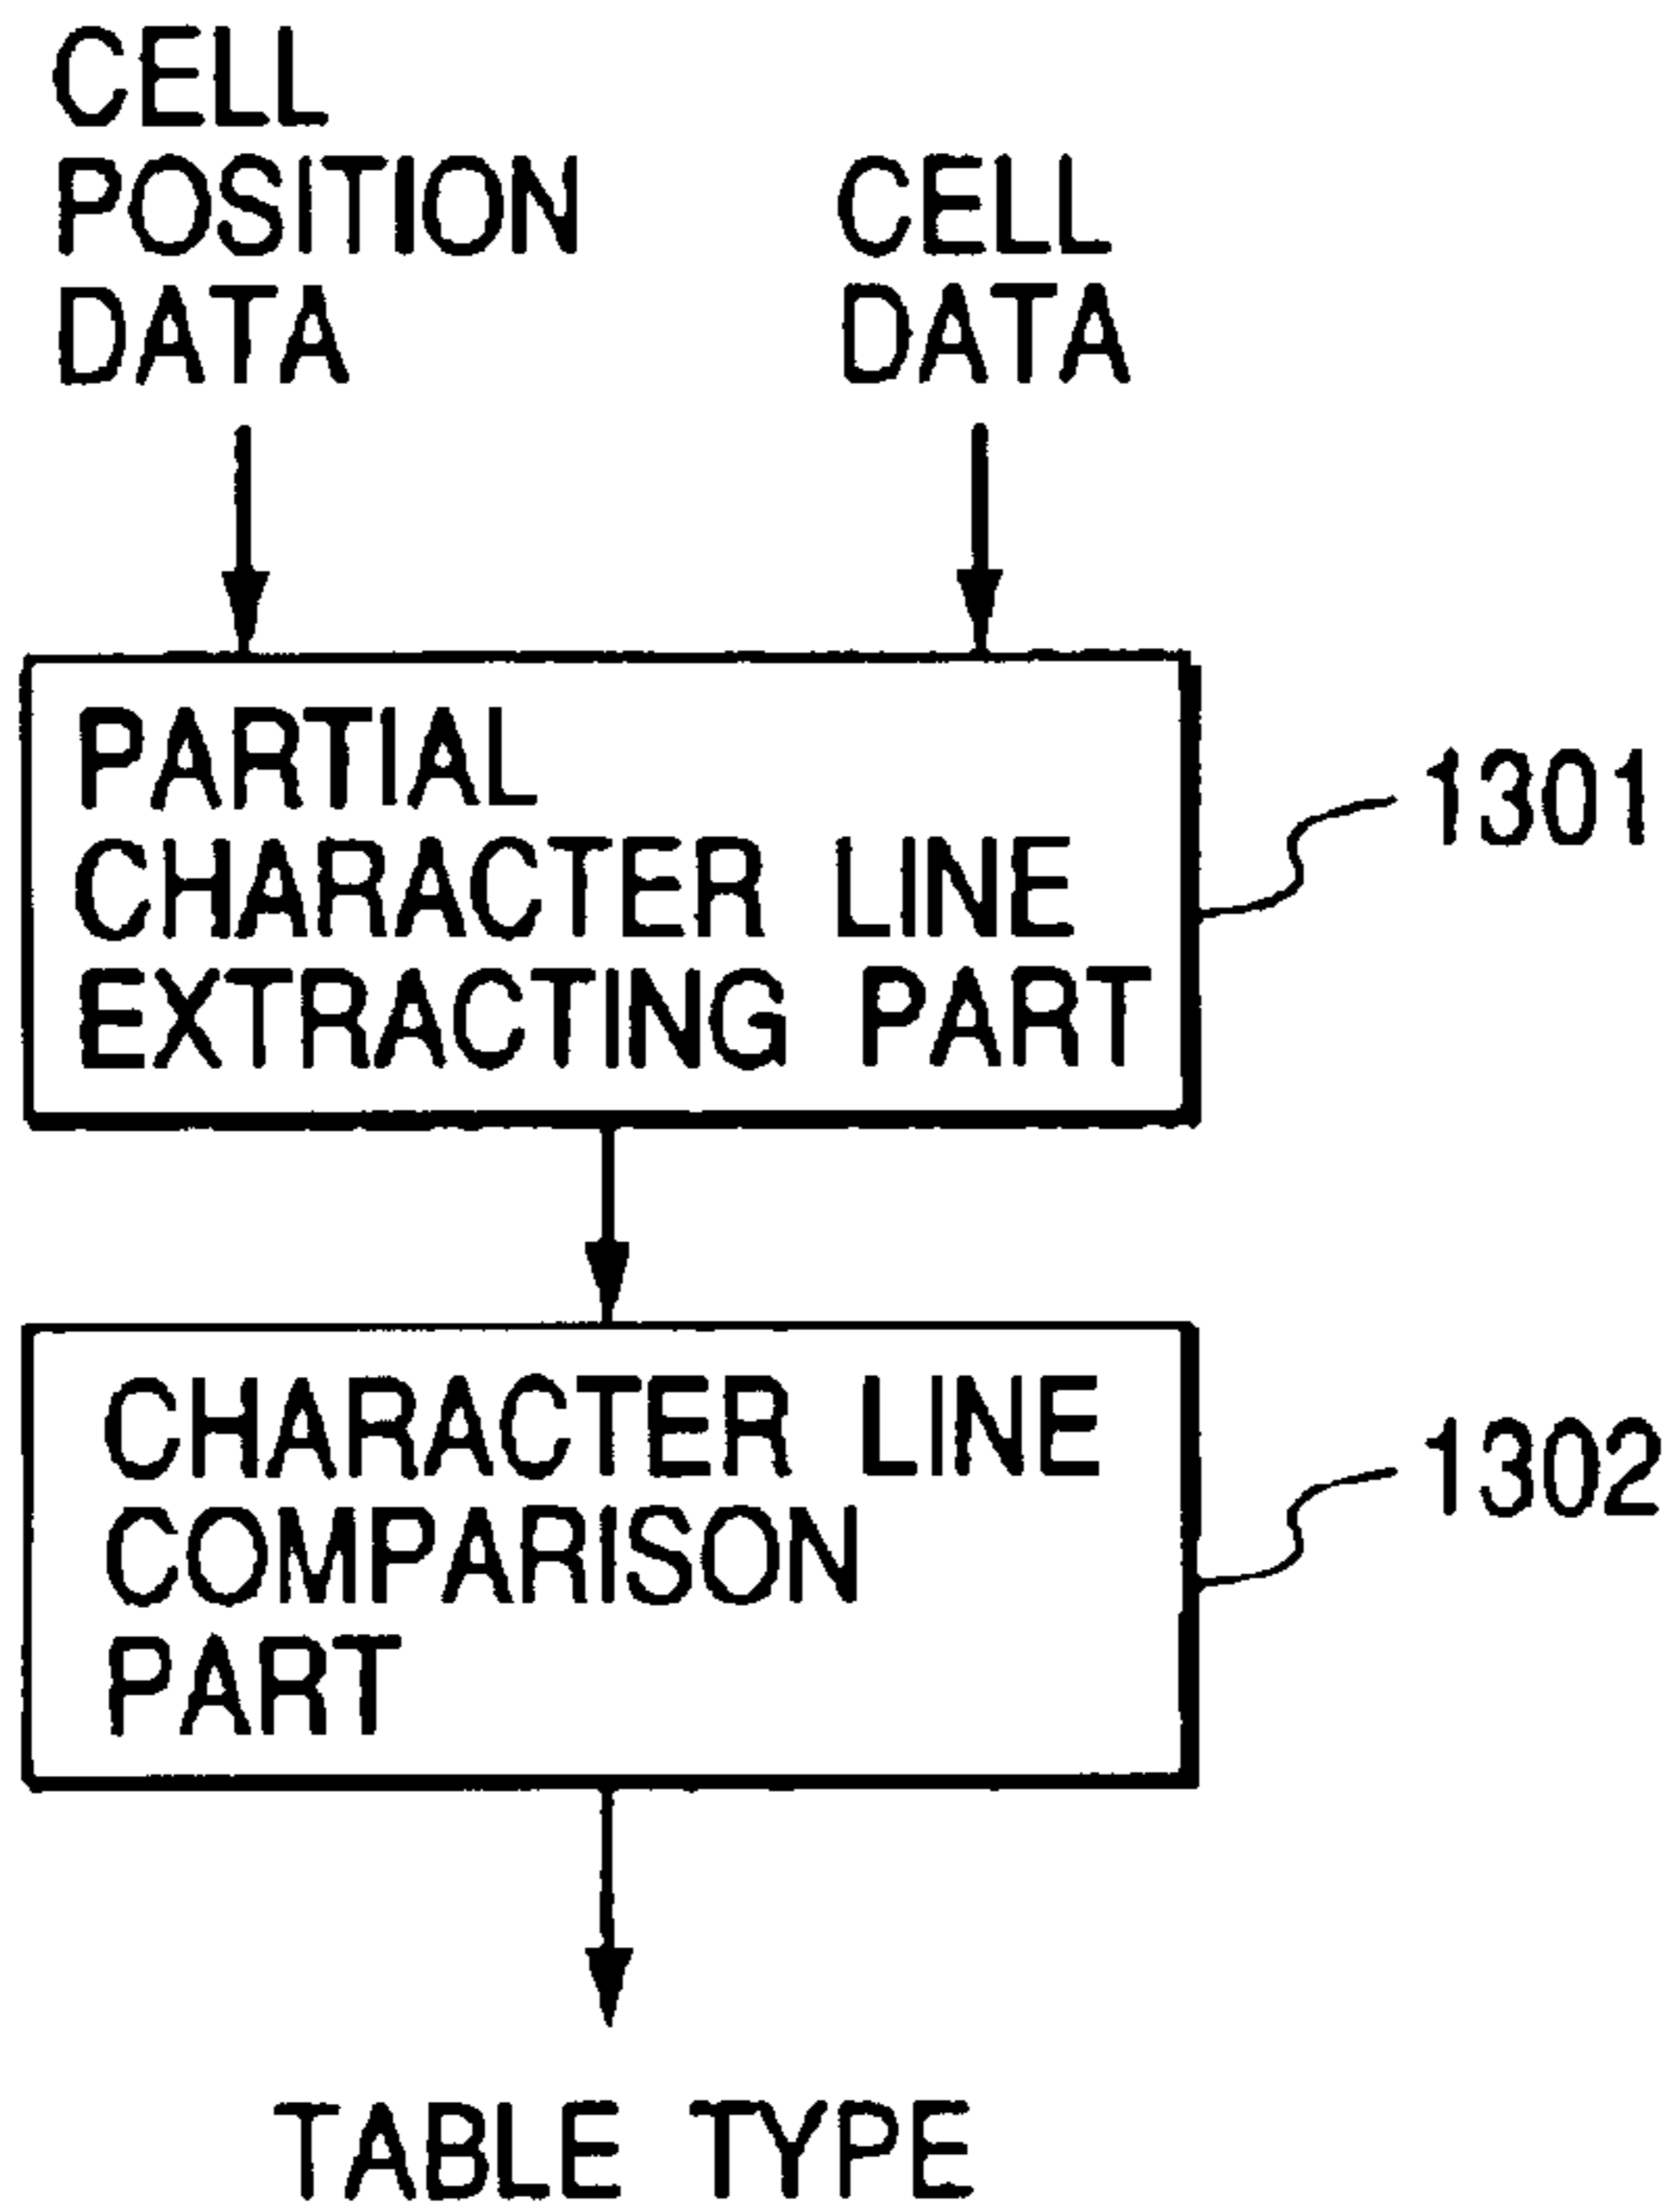 CELL
POSITION
DATA
CELL
DATA
PARTIAL
CHARACTER LINE
EXTRACTING PART
1301
CHARACTER LINE
COMPARISON
PART
1302
TABLE TYPE